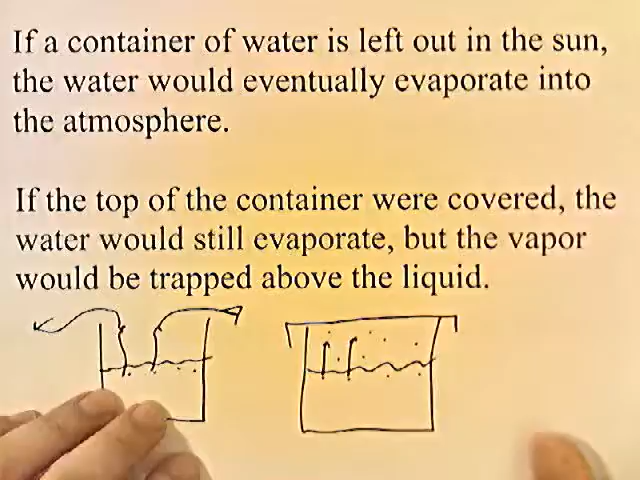 If a container of water is left out in the sun,
the water would eventually evaporate into
the atmosphere.
If the top of the container were covered, the
water would still evaporate, but the vapor
would be trapped above the liquid.